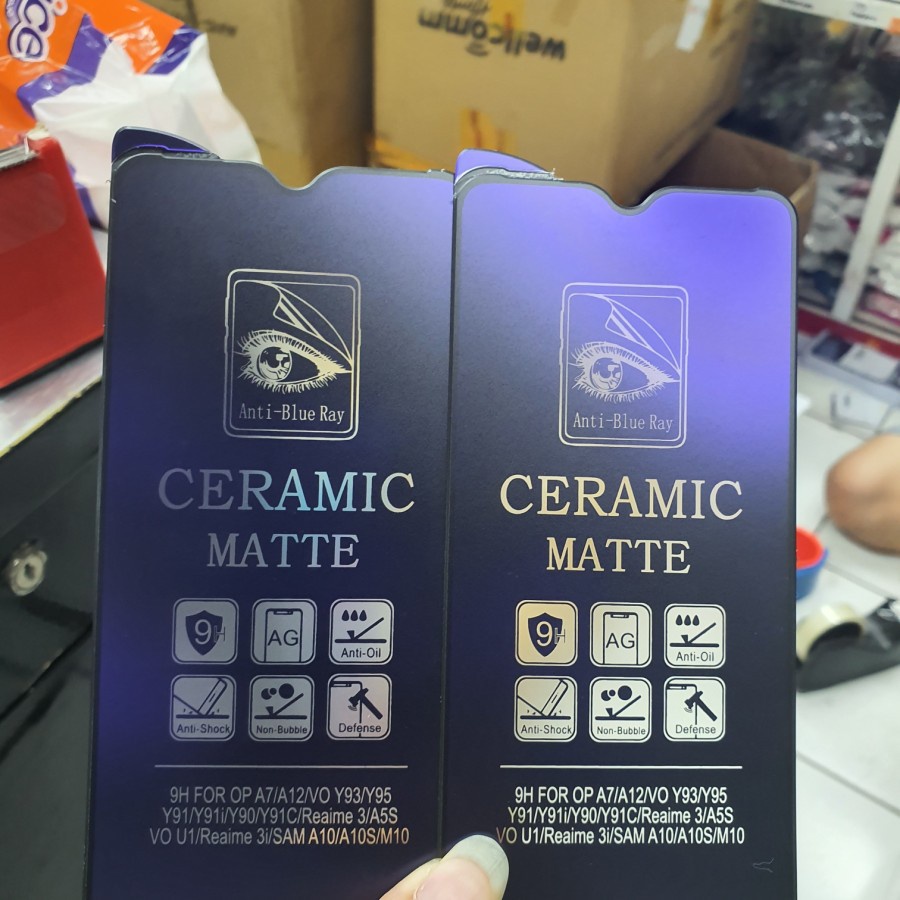 ice
wellcomm
Anti-Blue Ray
CERAMIC
MATTE
9H
AG
Anti-Oil
Anti-Shock
Non-Bubble
Defense
9H FOR OP A7/A12/VO Y93/Y95
Y91/Y91i/Y90/Y91C/Reaime 3/A5S
VO U1/Reaime 3i/SAM A10/A10S/M10
Anti-Blue Ray
CERAMIC
MATTE
9H
AG
Anti-Oil
Anti-Shock
Non-Bubble
Defense
9H FOR OP A7/A12/VO Y93/Y95
Y91/Y91i/Y90/Y91C/Reaime 3/A5S
VO U1/Reaime 3i/SAM A10/A10S/M10